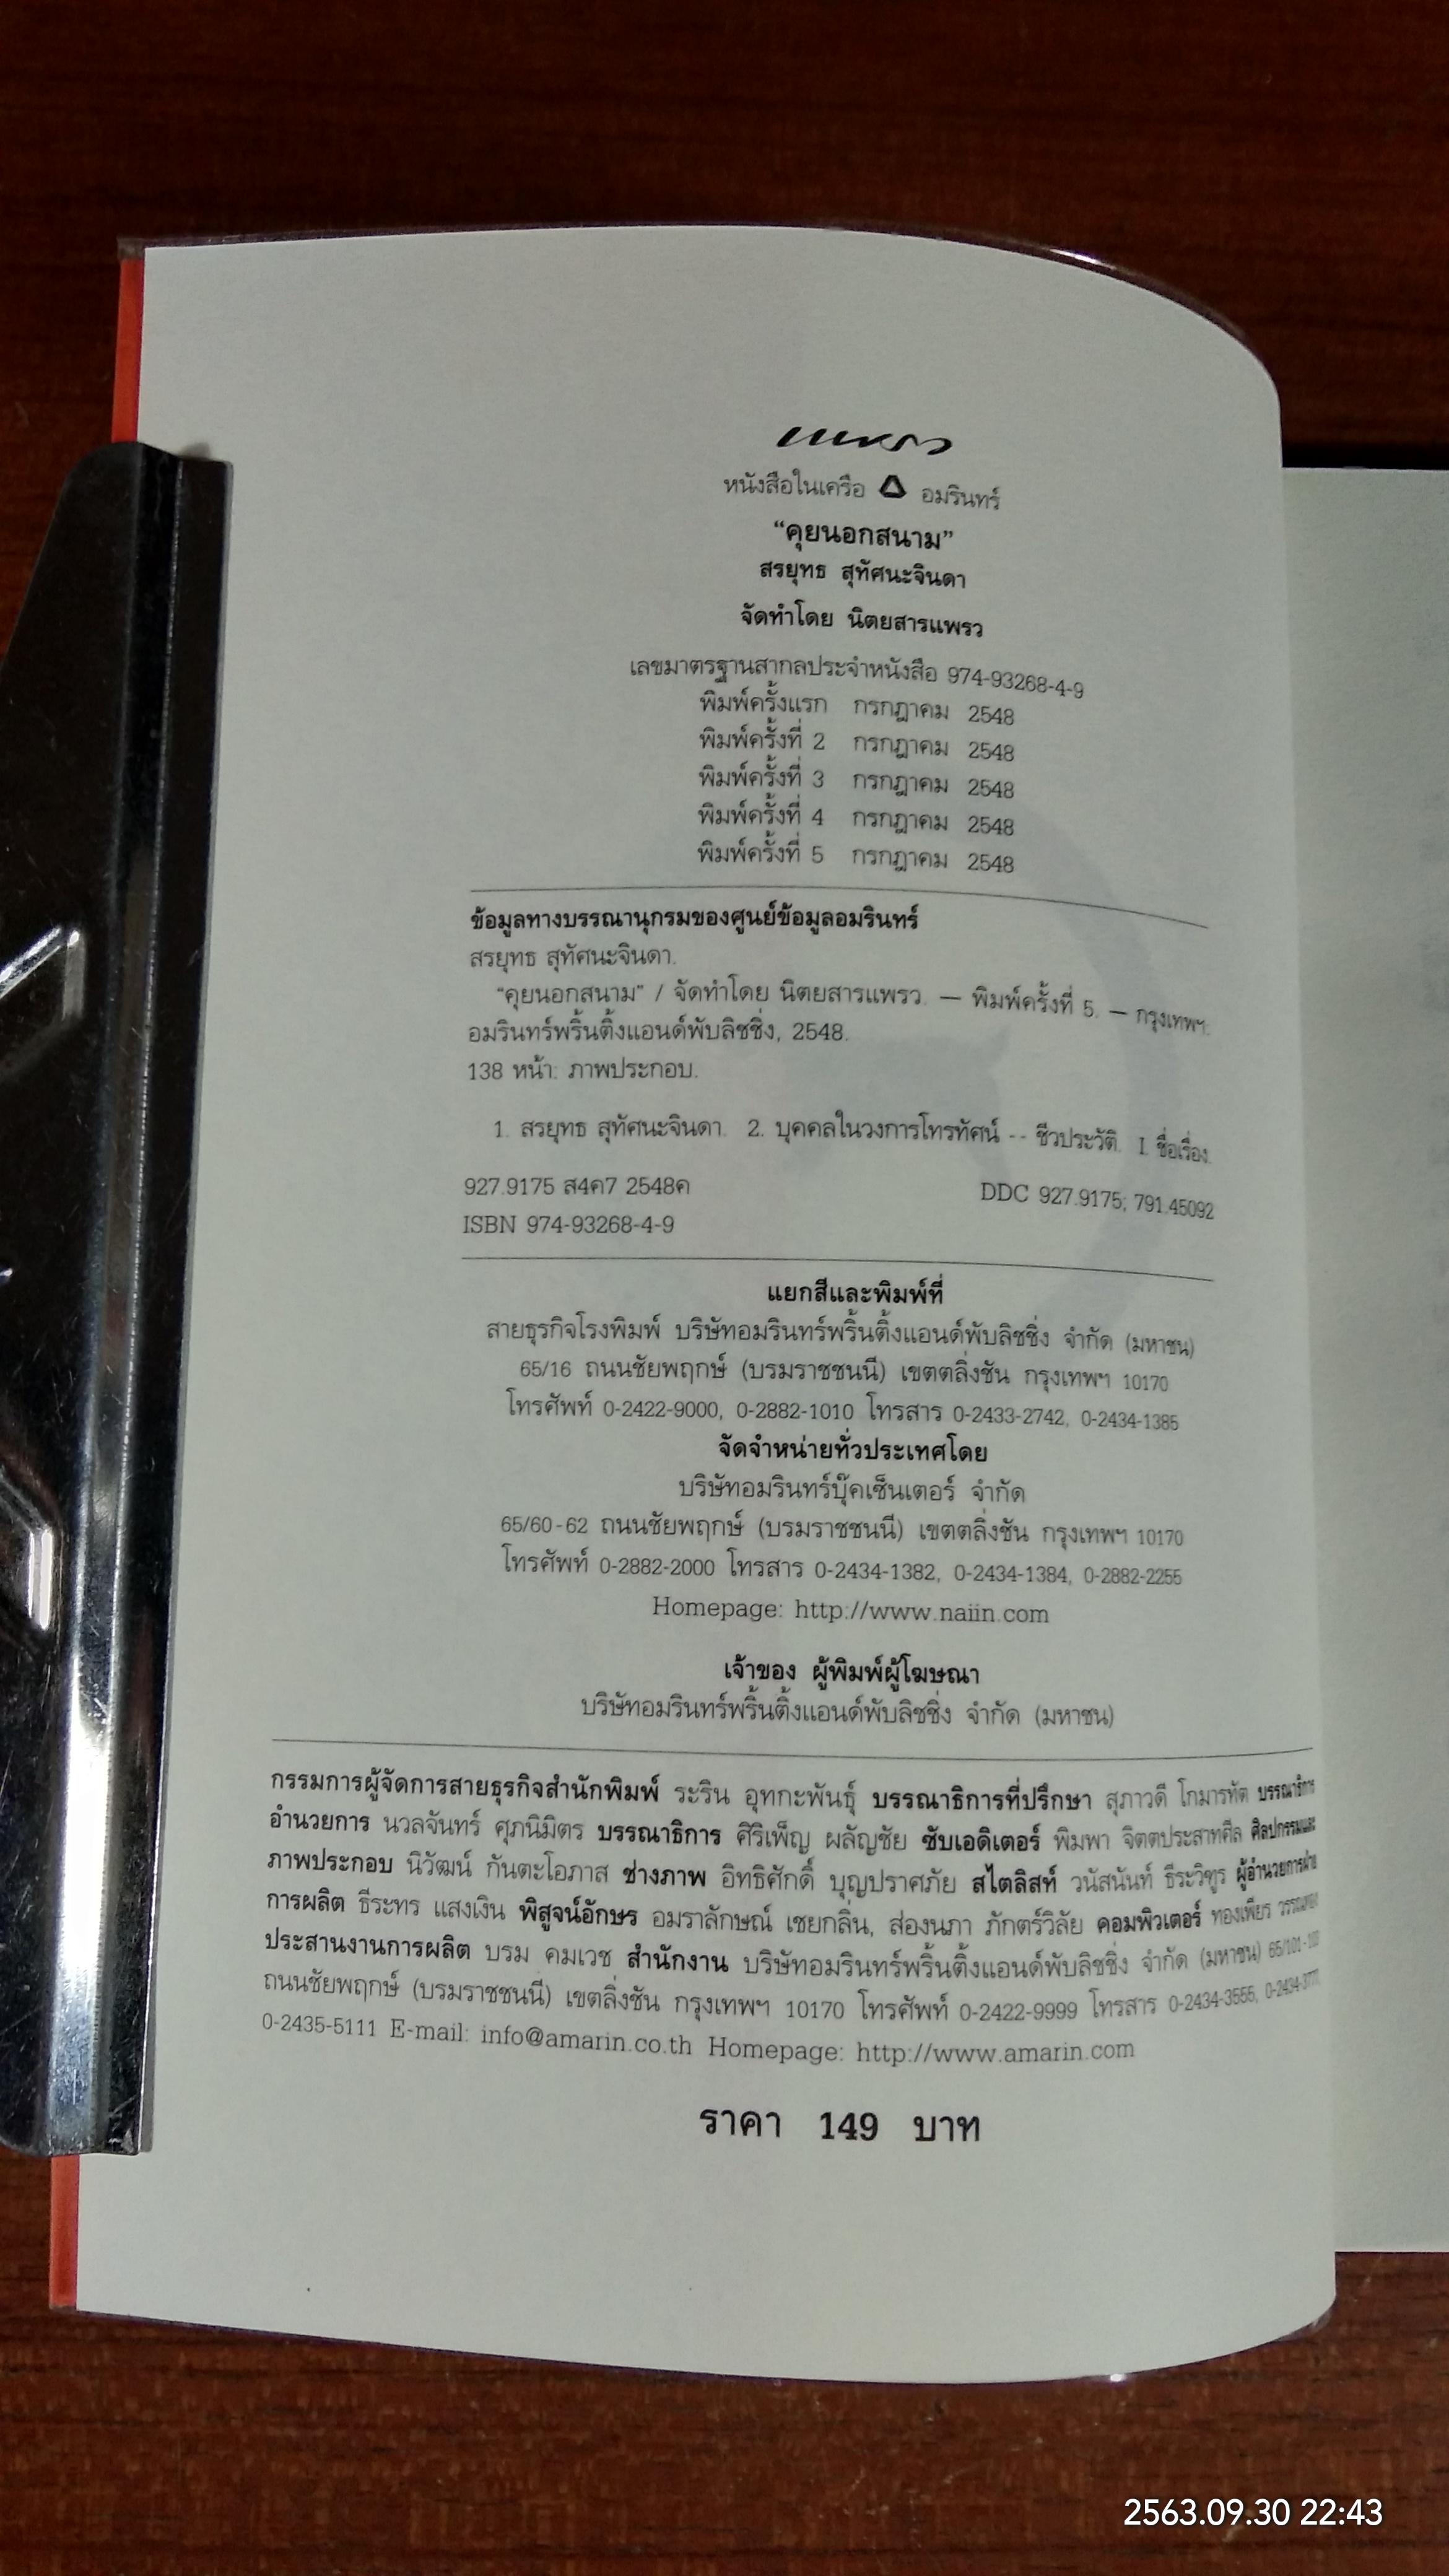 แพรว
หนังสือในเครือ อมรินทร์
“คุยนอกสนาม”
สรยุทธ สุทัศนะจินดา
จัดทำโดย นิตยสารแพรว
เลขมาตรฐานสากลประจำหนังสือ 974-93268-4-9
พิมพ์ครั้งแรก กรกฎาคม 2548
พิมพ์ครั้งที่ 2 กรกฎาคม 2548
พิมพ์ครั้งที่ 3 กรกฎาคม 2548
พิมพ์ครั้งที่ 4 กรกฎาคม 2548
พิมพ์ครั้งที่ 5 กรกฎาคม 2548
ข้อมูลทางบรรณานุกรมของศูนย์ข้อมูลอมรินทร์
สรยุทธ สุทัศนะจินดา.
“คุยนอกสนาม” / จัดทำโดย นิตยสารแพรว. — พิมพ์ครั้งที่ 5. — กรุงเทพฯ:
อมรินทร์พริ้นติ้งแอนด์พับลิชชิ่ง, 2548.
138 หน้า: ภาพประกอบ.
1. สรยุทธ สุทัศนะจินดา. 2. บุคคลในวงการโทรทัศน์ -- ชีวประวัติ. I. ชื่อเรื่อง.
927.9175 ส4ค7 2548ค DDC 927.9175; 791.45092
ISBN 974-93268-4-9
แยกสีและพิมพ์ที่
สายธุรกิจโรงพิมพ์ บริษัทอมรินทร์พริ้นติ้งแอนด์พับลิชชิ่ง จำกัด (มหาชน)
65/16 ถนนชัยพฤกษ์ (บรมราชชนนี) เขตตลิ่งชัน กรุงเทพฯ 10170
โทรศัพท์ 0-2422-9000, 0-2882-1010 โทรสาร 0-2433-2742, 0-2434-1385
จัดจำหน่ายทั่วประเทศโดย
บริษัทอมรินทร์บุ๊คเซ็นเตอร์ จำกัด
65/60-62 ถนนชัยพฤกษ์ (บรมราชชนนี) เขตตลิ่งชัน กรุงเทพฯ 10170
โทรศัพท์ 0-2882-2000 โทรสาร 0-2434-1382, 0-2434-1384, 0-2882-2255
Homepage: http://www.naiin.com
เจ้าของ ผู้พิมพ์ผู้โฆษณา
บริษัทอมรินทร์พริ้นติ้งแอนด์พับลิชชิ่ง จำกัด (มหาชน)
กรรมการผู้จัดการสายธุรกิจสำนักพิมพ์ ระริน อุทกะพันธุ์ บรรณาธิการที่ปรึกษา สุภาวดี โกมารทัต บรรณาธิการ
อำนวยการ นวลจันทร์ ศุภนิมิตร บรรณาธิการ ศิริเพ็ญ ผลัญชัย ซับเอดิเตอร์ พิมพา จิตตประสาทศีล ศิลปกรรมและ
ภาพประกอบ นิวัฒน์ กันตะโอภาส ช่างภาพ อิทธิศักดิ์ บุญปราศภัย สไตลิสท์ วนัสนันท์ ธีระวิฑูร ผู้อำนวยการฝ่าย
การผลิต ธีระทร แสงเงิน พิสูจน์อักษร อมราลักษณ์ เชยกลิ่น, ส่องนภา ภักตร์วิลัย คอมพิวเตอร์ ทองเพียร
ประสานงานการผลิต บรม คมเวช สำนักงาน บริษัทอมรินทร์พริ้นติ้งแอนด์พับลิชชิ่ง จำกัด (มหาชน)
ถนนชัยพฤกษ์ (บรมราชชนนี) เขตลิ่งชัน กรุงเทพฯ 10170 โทรศัพท์ 0-2422-9999 โทรสาร 0-2434-3555,
0-2435-5111 E-mail: info@amarin.co.th Homepage: http://www.amarin.com
ราคา 149 บาท
2563.09.30 22:43